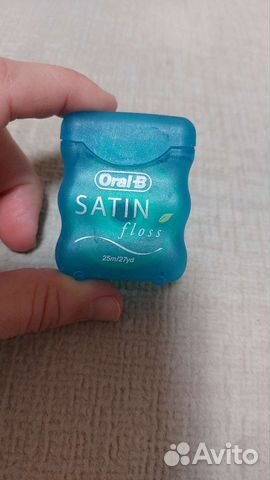 Oral-B
SATIN
floss
25m/27yd
Avito